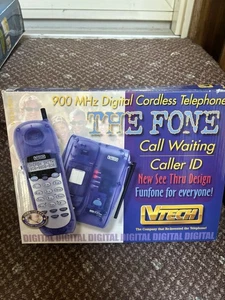 900 MHz Digital Cordless Telephone
THE FONE
Call Waiting
Caller ID
New See Thru Design
Funfone for everyone!
VTECH
The Company that Reinvented the Telephone
DIGITAL DIGITAL DIGITAL DIGITAL DIGITAL